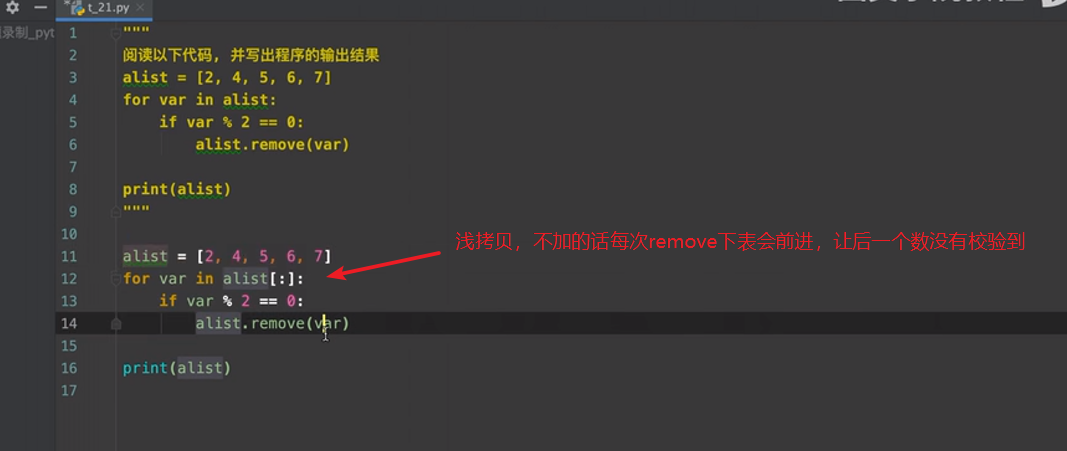 t_21.py
录制_pyt
1 """
2 阅读以下代码, 并写出程序的输出结果
3 alist = [2, 4, 5, 6, 7]
4 for var in alist:
5 if var % 2 == 0:
6 alist.remove(var)
7
8 print(alist)
9 """
10
浅拷贝，不加的话每次remove下表会前进，让后一个数没有校验到
11 alist = [2, 4, 5, 6, 7]
12 for var in alist[:]:
13 if var % 2 == 0:
14 alist.remove(var)
15
16 print(alist)
17